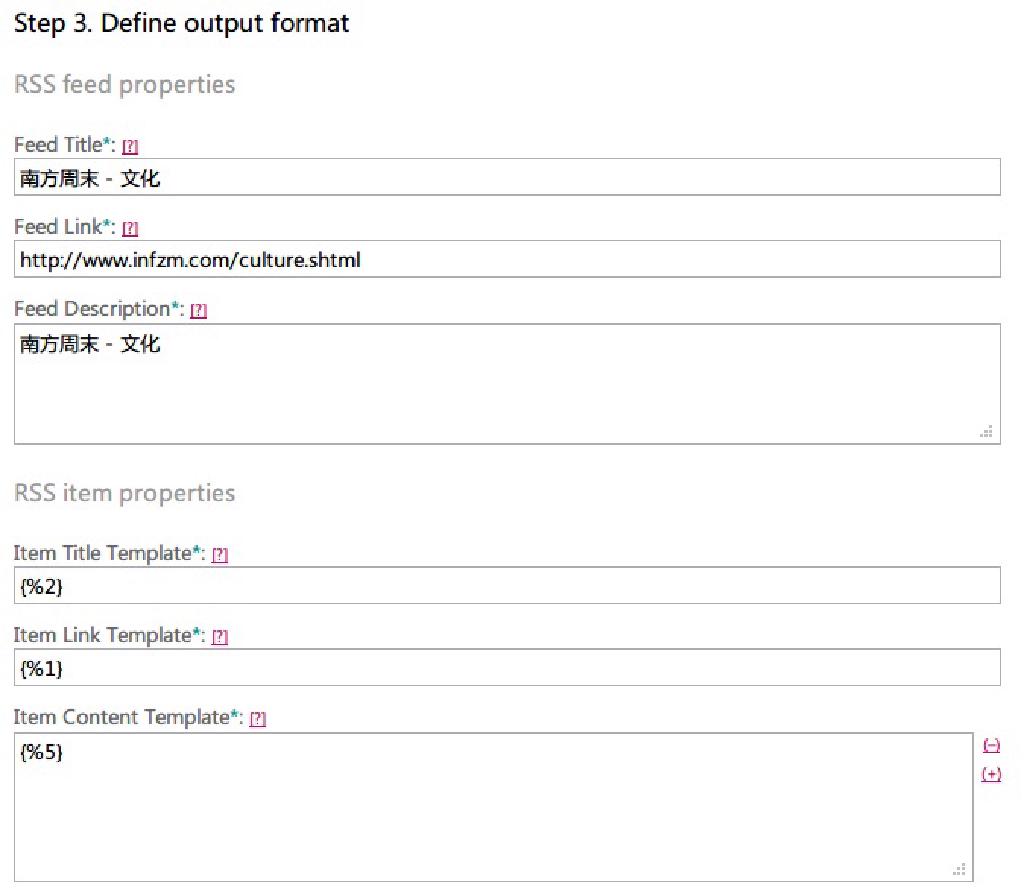 Step 3. Define output format
RSS feed properties
Feed Title*: [?]
南方周末 - 文化
Feed Link*: [?]
http://www.infzm.com/culture.shtml
Feed Description*: [?]
南方周末 - 文化
RSS item properties
Item Title Template*: [?]
{%2}
Item Link Template*: [?]
{%1}
Item Content Template*: [?]
{%5}
(-)
(+)